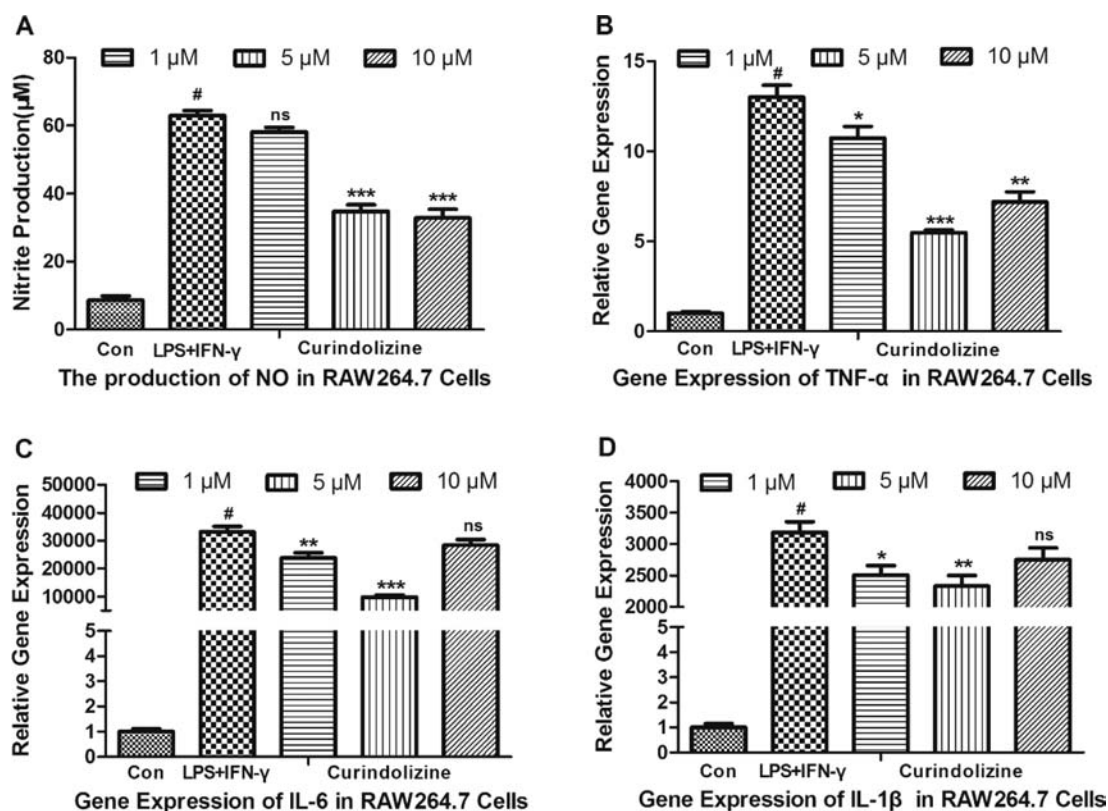 A
1 μM 5 μM 10 μM
Nitrite Production(μM)
80
60
40
20
0
#
ns
***
***
Con LPS+IFN-γ Curindolizine
The production of NO in RAW264.7 Cells
B
1 μM 5 μM 10 μM
Relative Gene Expression
15
10
5
0
#
*
***
**
Con LPS+IFN-γ Curindolizine
Gene Expression of TNF-α in RAW264.7 Cells
C
1 μM 5 μM 10 μM
Relative Gene Expression
50000
40000
30000
20000
10000
5
4
3
2
1
0
#
**
***
ns
Con LPS+IFN-γ Curindolizine
Gene Expression of IL-6 in RAW264.7 Cells
D
1 μM 5 μM 10 μM
Relative Gene Expression
4000
3500
3000
2500
2000
5
4
3
2
1
0
#
*
**
ns
Con LPS+IFN-γ Curindolizine
Gene Expression of IL-1β in RAW264.7 Cells